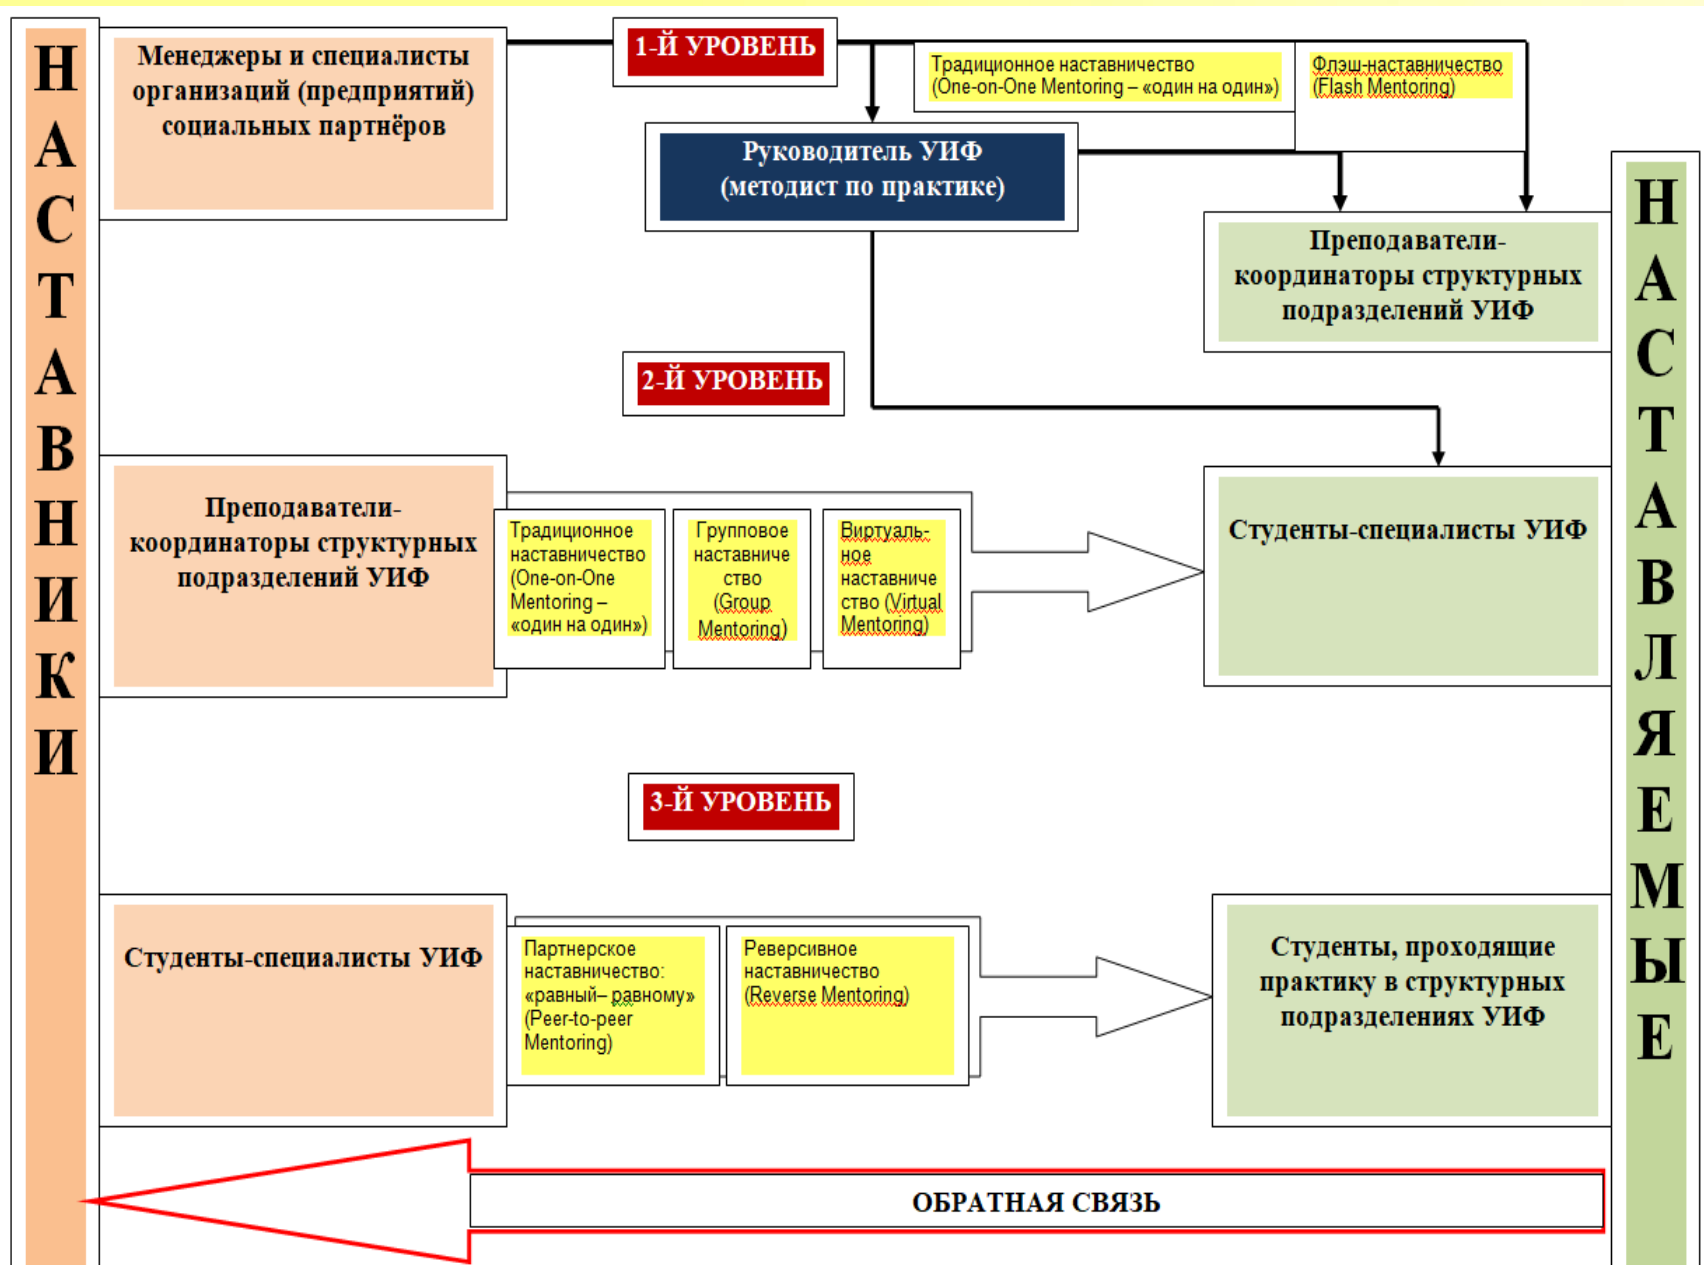 НАСТАВНИКИ
Менеджеры и специалисты
организаций (предприятий)
социальных партнёров
1-Й УРОВЕНЬ
Традиционное наставничество
(One-on-One Mentoring – «один на один»)
Флэш-наставничество
(Flash Mentoring)
Руководитель УИФ
(методист по практике)
Преподаватели-
координаторы структурных
подразделений УИФ
НАСТАВЛЯЕМЫЕ
2-Й УРОВЕНЬ
Преподаватели-
координаторы структурных
подразделений УИФ
Традиционное
наставничество
(One-on-One
Mentoring –
«один на один»)
Групповое
наставниче
ство
(Group
Mentoring)
Виртуаль-
ное
наставниче
ство (Virtual
Mentoring)
Студенты-специалисты УИФ
3-Й УРОВЕНЬ
Студенты-специалисты УИФ
Партнерское
наставничество:
«равный– равному»
(Peer-to-peer
Mentoring)
Реверсивное
наставничество
(Reverse Mentoring)
Студенты, проходящие
практику в структурных
подразделениях УИФ
ОБРАТНАЯ СВЯЗЬ